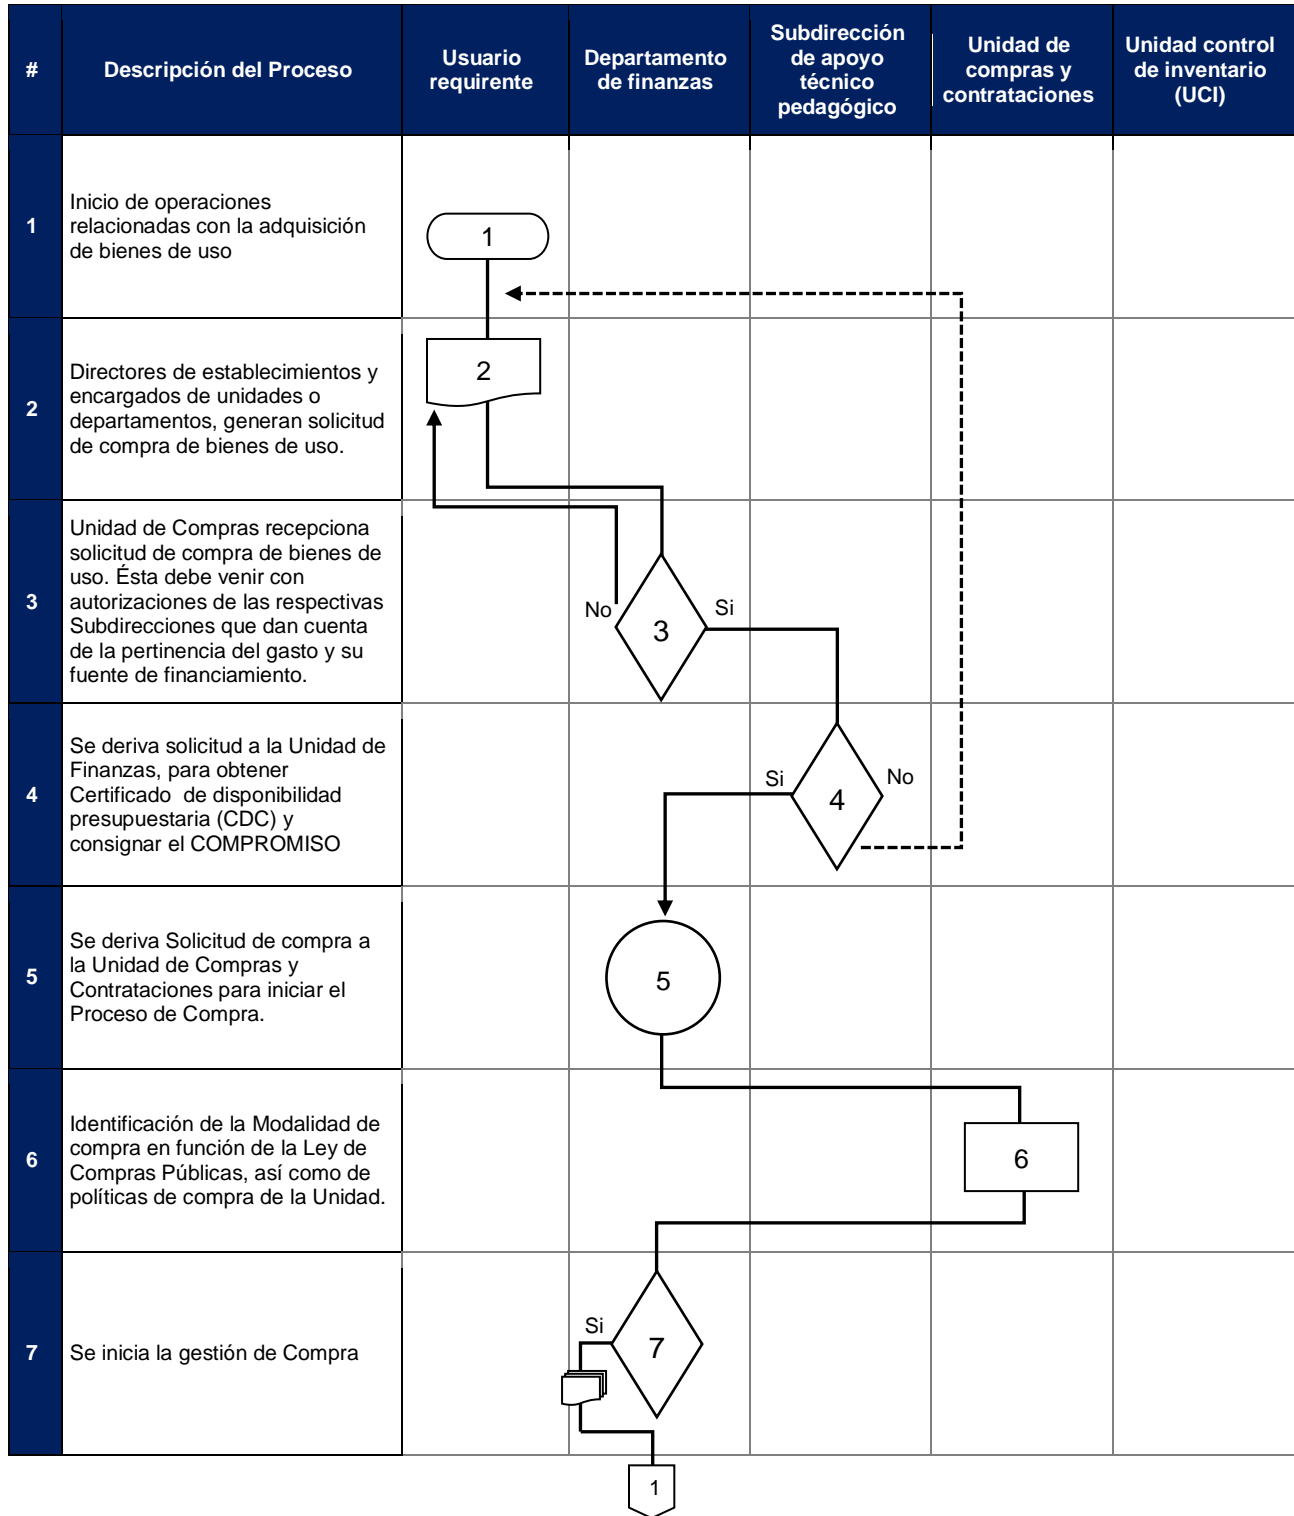 #
Descripción del Proceso
Usuario
requirente
Departamento
de finanzas
Subdirección
de apoyo
técnico
pedagógico
Unidad de
compras y
contrataciones
Unidad control
de inventario
(UCI)
1
Inicio de operaciones
relacionadas con la adquisición
de bienes de uso
1
2
Directores de establecimientos y
encargados de unidades o
departamentos, generan solicitud
de compra de bienes de uso.
2
3
Unidad de Compras recepciona
solicitud de compra de bienes de
uso. Ésta debe venir con
autorizaciones de las respectivas
Subdirecciones que dan cuenta
de la pertinencia del gasto y su
fuente de financiamiento.
No
3
Si
4
Se deriva solicitud a la Unidad de
Finanzas, para obtener
Certificado de disponibilidad
presupuestaria (CDC) y
consignar el COMPROMISO
Si
4
No
5
Se deriva Solicitud de compra a
la Unidad de Compras y
Contrataciones para iniciar el
Proceso de Compra.
5
6
Identificación de la Modalidad de
compra en función de la Ley de
Compras Públicas, así como de
políticas de compra de la Unidad.
6
7
Se inicia la gestión de Compra
Si
7
1